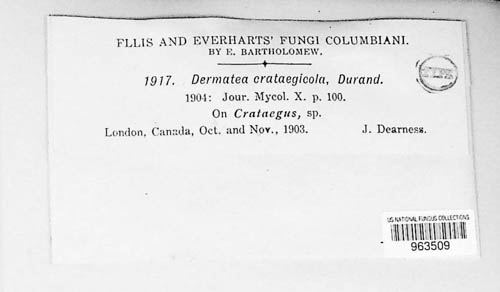 FLLIS AND EVERHARTS' FUNGI COLUMBIANI.
BY E. BARTHOLOMEW.
1917. Dermatea crataegicola, Durand.
1904: Jour. Mycol. X. p. 100.
On Crataegus, sp.
London, Canada, Oct. and Nov., 1903. J. Dearness.
US NATIONAL FUNGUS COLLECTIONS
963509